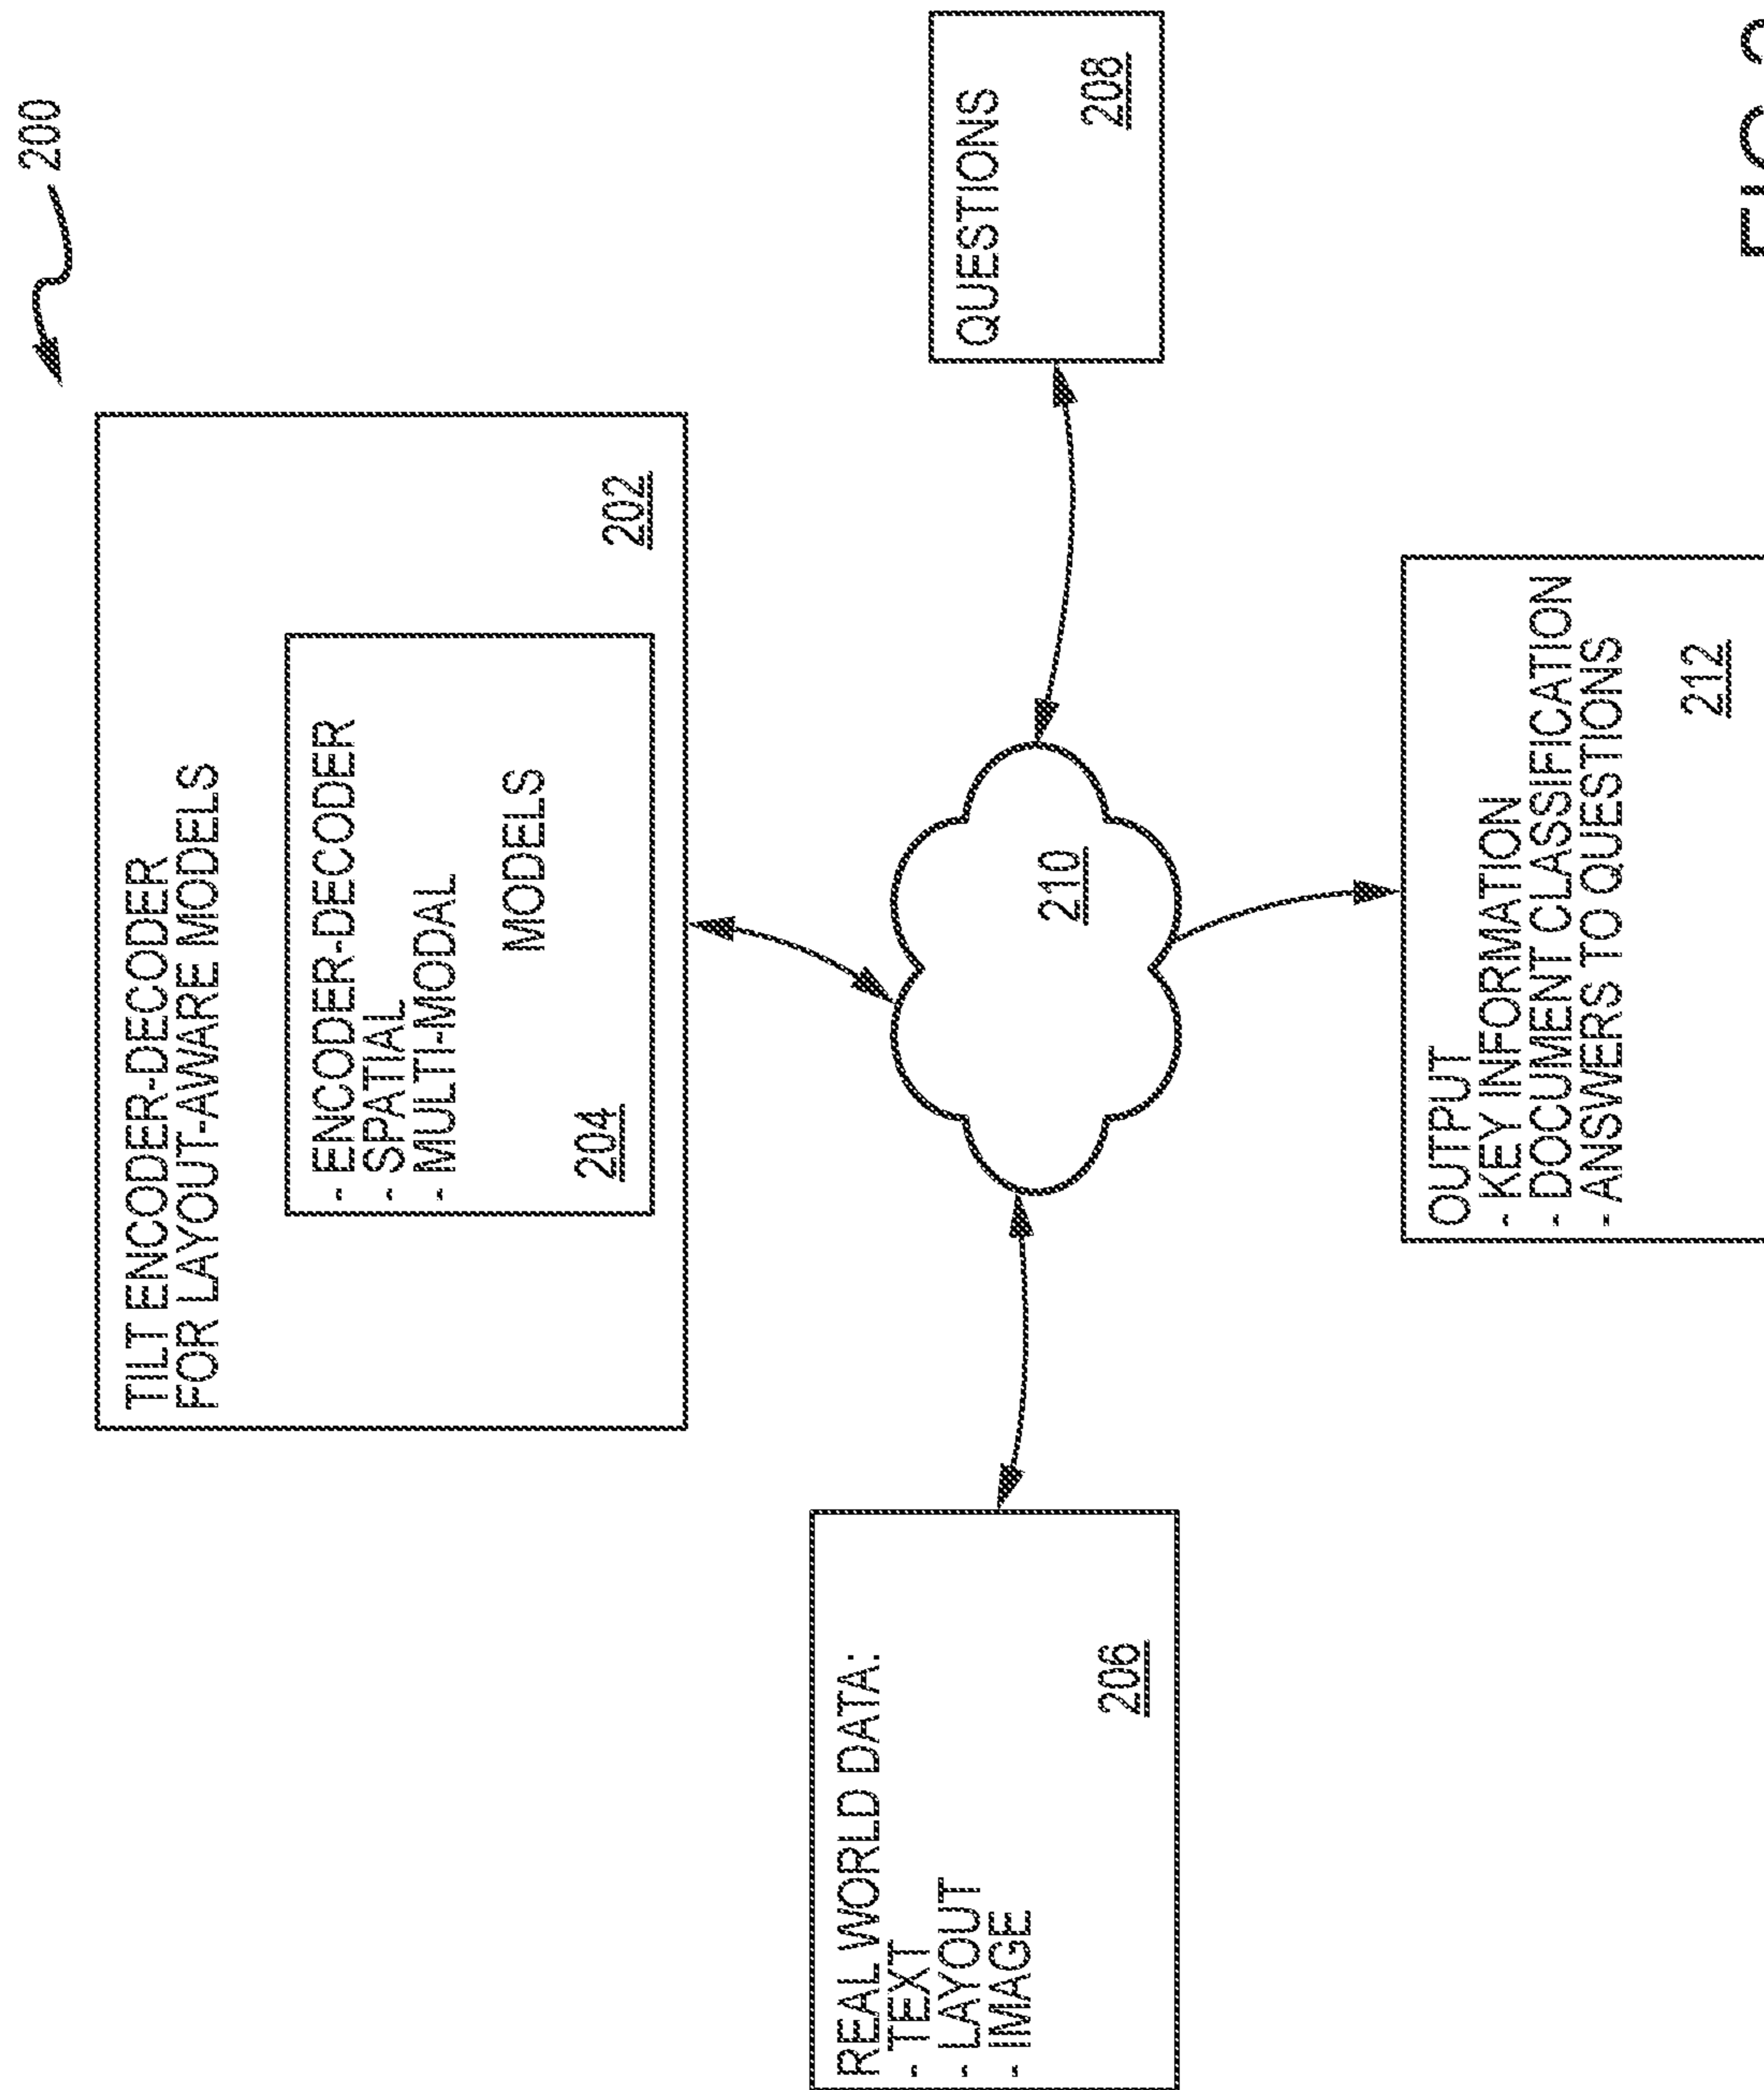 200
TILT ENCODER-DECODER
FOR LAYOUT-AWARE MODELS
- ENCODER-DECODER
- SPATIAL
- MULTI-MODAL
MODELS
204
202
REAL WORLD DATA:
- TEXT
- LAYOUT
- IMAGE
206
210
QUESTIONS
208
OUTPUT
- KEY INFORMATION
- DOCUMENT CLASSIFICATION
- ANSWERS TO QUESTIONS
212